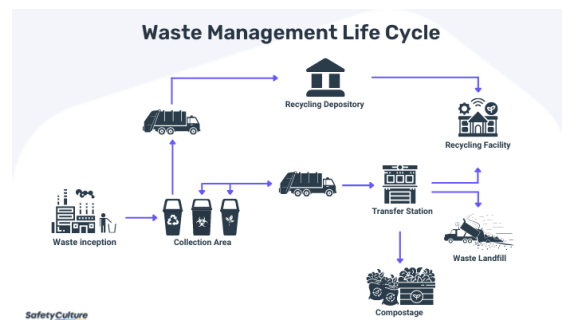 Waste Management Life Cycle
Recycling Depository
Recycling Facility
Waste inception
Collection Area
Transfer Station
Waste Landfill
Compostage
SafetyCulture